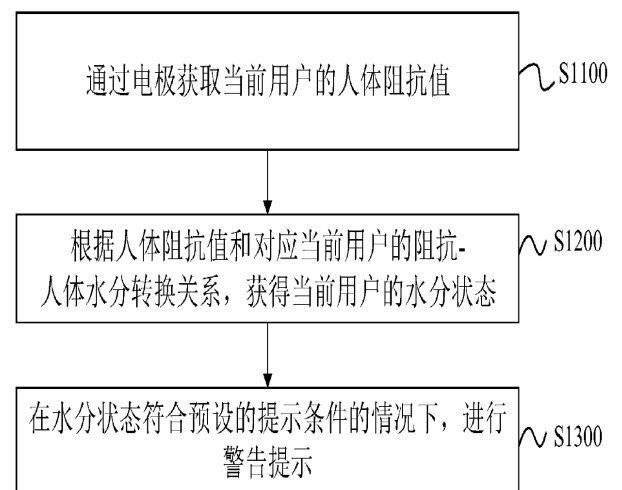 通过电极获取当前用户的人体阻抗值
S1100
根据人体阻抗值和对应当前用户的阻抗-
人体水分转换关系，获得当前用户的水分状态
S1200
在水分状态符合预设的提示条件的情况下，进行
警告提示
S1300